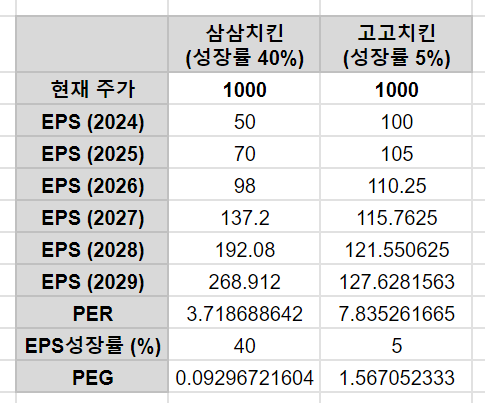 삼삼치킨 고고치킨
(성장률 40%) (성장률 5%)
현재 주가 1000 1000
EPS (2024) 50 100
EPS (2025) 70 105
EPS (2026) 98 110.25
EPS (2027) 137.2 115.7625
EPS (2028) 192.08 121.550625
EPS (2029) 268.912 127.6281563
PER 3.718688642 7.835261665
EPS성장률 (%) 40 5
PEG 0.09296721604 1.567052333